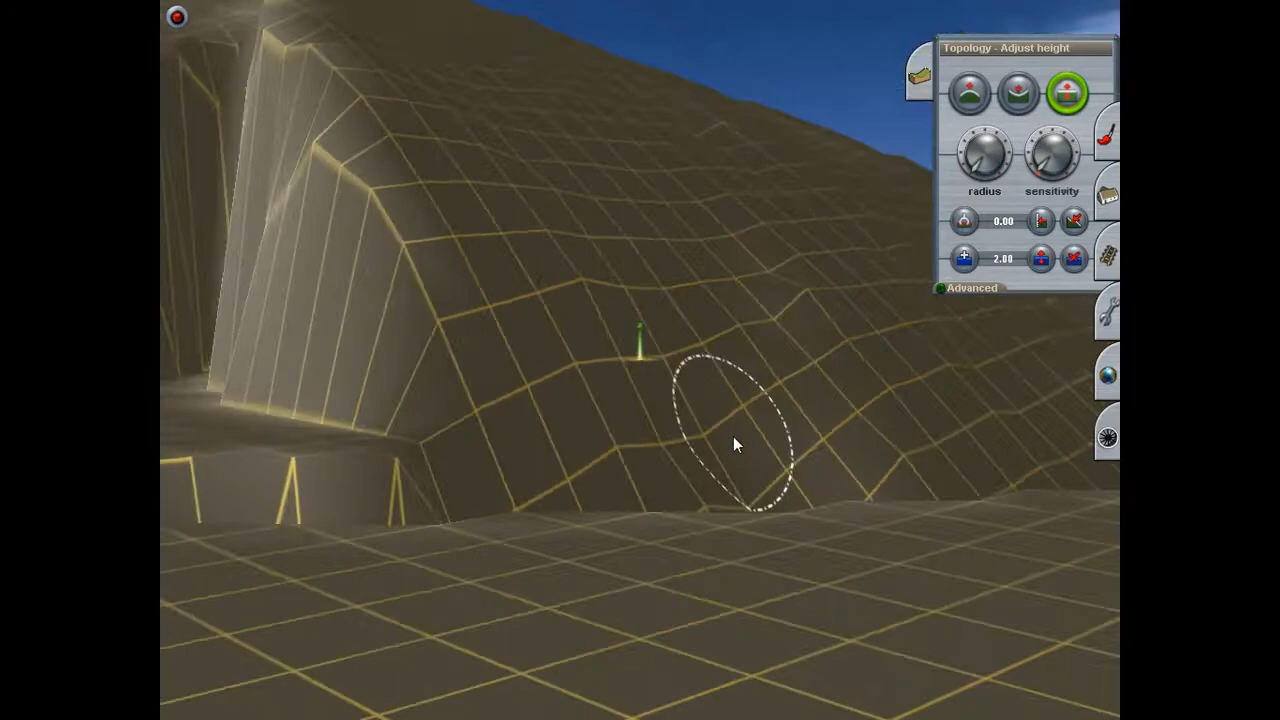 Topology - Adjust height
radius sensitivity
0.00
2.00
Advanced